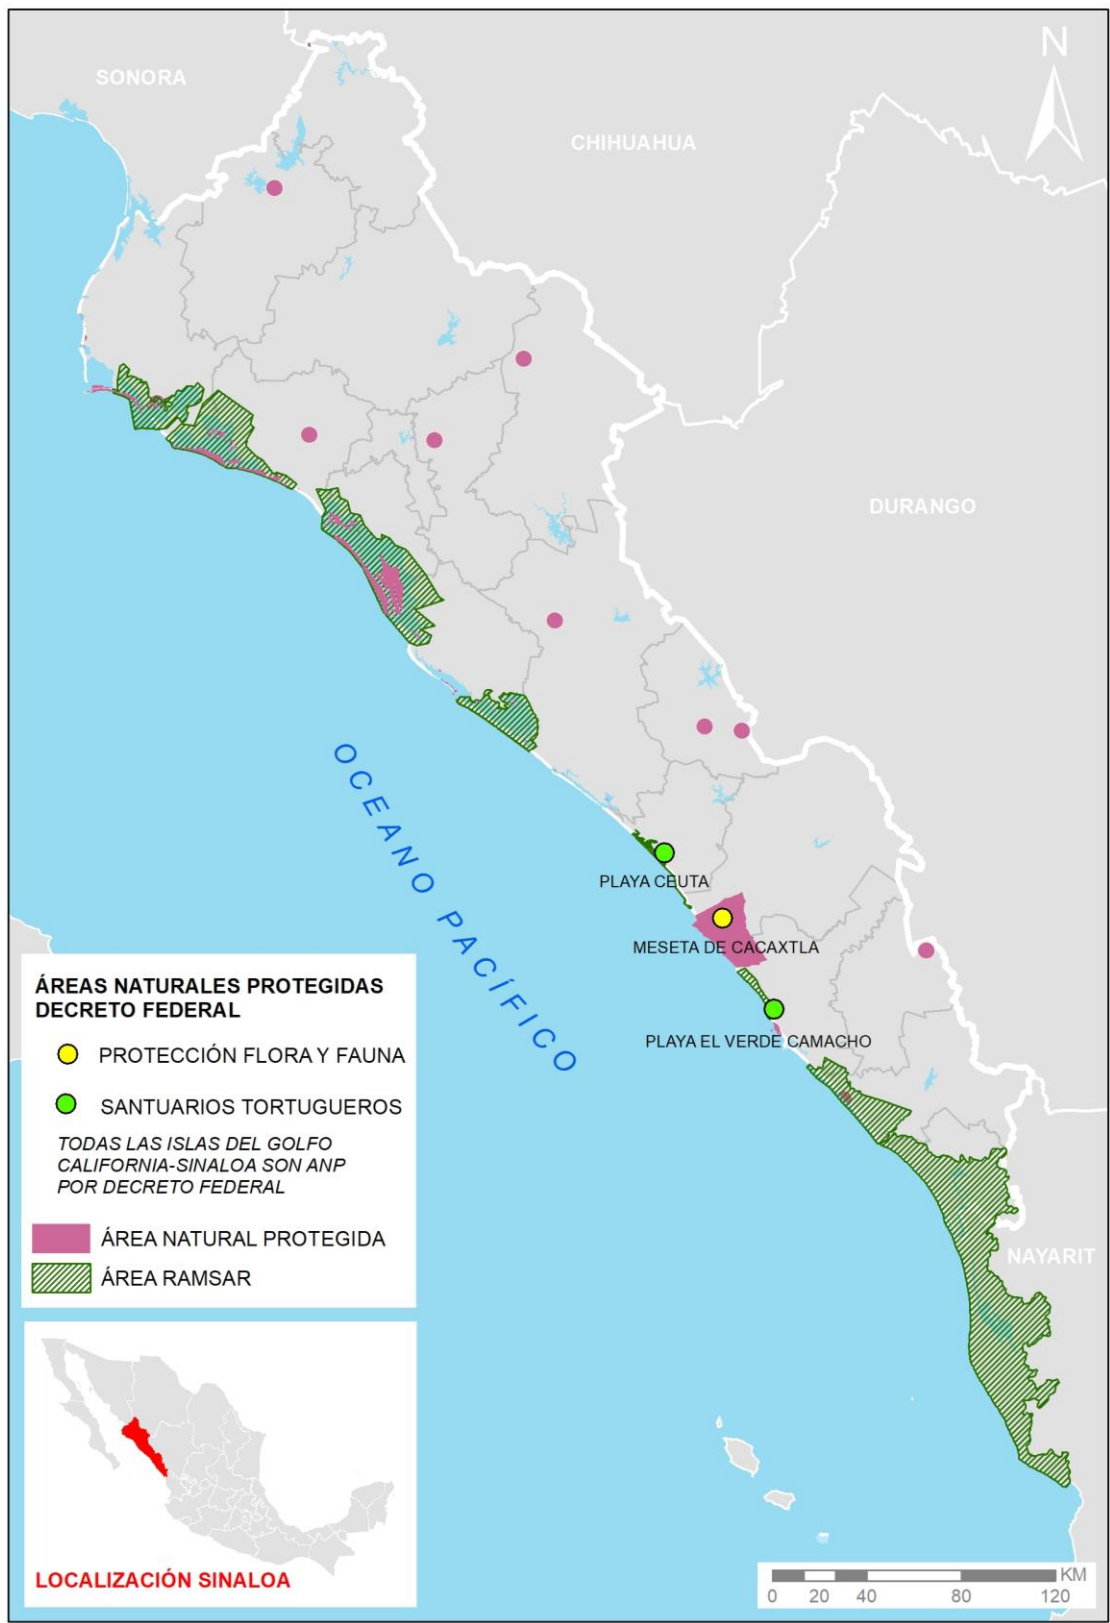 N
SONORA
CHIHUAHUA
DURANGO
OCEANO PACÍFICO
PLAYA CEUTA
MESETA DE CACAXTLA
PLAYA EL VERDE CAMACHO
NAYARIT
ÁREAS NATURALES PROTEGIDAS
DECRETO FEDERAL
PROTECCIÓN FLORA Y FAUNA
SANTUARIOS TORTUGUEROS
TODAS LAS ISLAS DEL GOLFO
CALIFORNIA-SINALOA SON ANP
POR DECRETO FEDERAL
ÁREA NATURAL PROTEGIDA
ÁREA RAMSAR
LOCALIZACIÓN SINALOA
KM
0 20 40 80 120